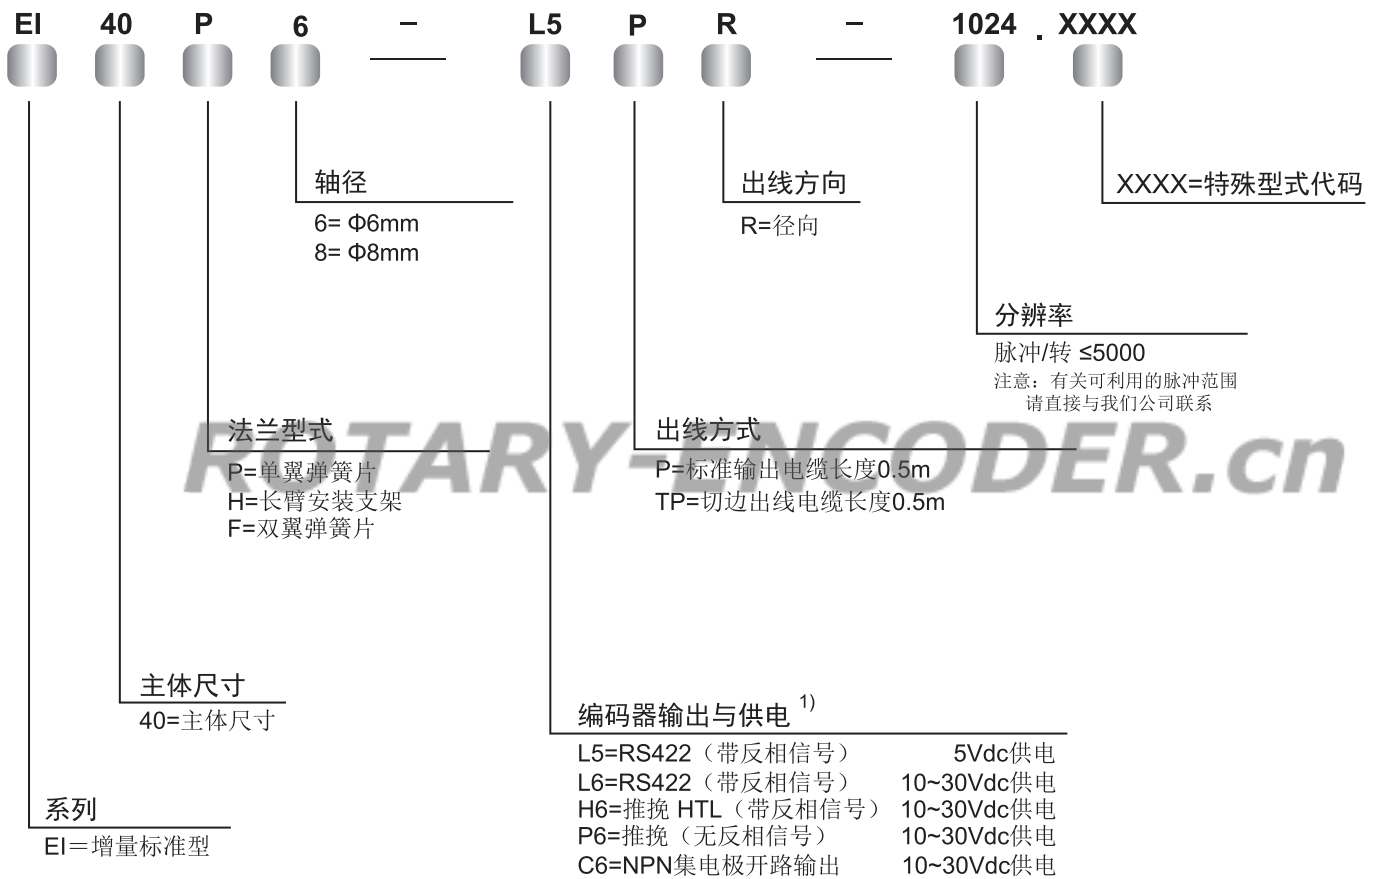 EI 40 P 6 – L5 P R – 1024 . XXXX
轴径
6= Φ6mm
8= Φ8mm
出线方向
R=径向
XXXX=特殊型式代码
分辨率
脉冲/转 ≤5000
注意：有关可利用的脉冲范围
请直接与我们公司联系
法兰型式
P=单翼弹簧片
H=长臂安装支架
F=双翼弹簧片
出线方式
P=标准输出电缆长度0.5m
TP=切边出线电缆长度0.5m
ROTARY-ENCODER.cn
主体尺寸
40=主体尺寸
编码器输出与供电 1)
L5=RS422（带反相信号） 5Vdc供电
L6=RS422（带反相信号） 10~30Vdc供电
H6=推挽 HTL（带反相信号） 10~30Vdc供电
P6=推挽（无反相信号） 10~30Vdc供电
C6=NPN集电极开路输出 10~30Vdc供电
系列
EI＝增量标准型